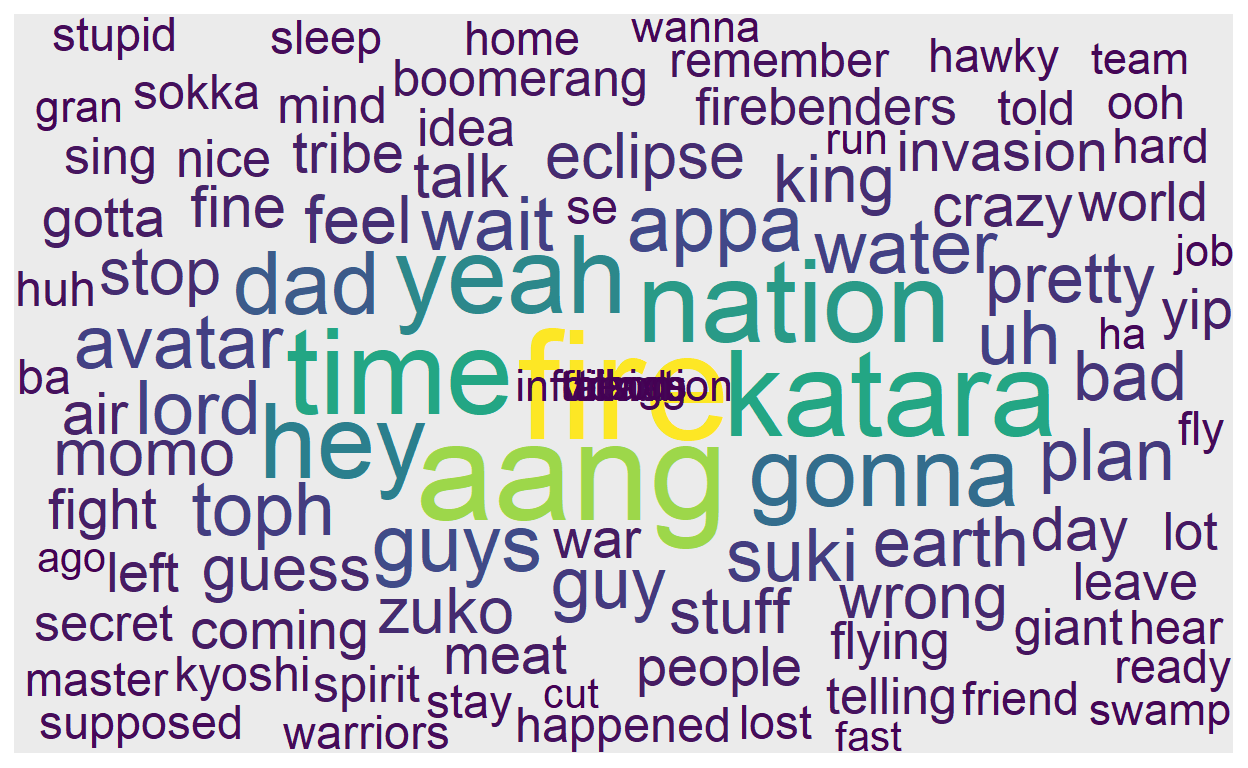 stupid sleep home wanna
boomerang remember hawky team
gran sokka mind firebenders told ooh
idea run
sing nice tribe talk eclipse king invasion hard
gotta fine feel wait se appa water crazy world
huh stop dad yeah nation pretty job
yip
avatar time fire katara uh ha
ba bad
air lord hey
momo aang gonna plan fly
fight toph
ago left guess guys war suki earth day lot
guy leave
secret coming zuko stuff wrong
meat flying giant hear
master kyoshi spirit people ready
stay cut telling friend swamp
supposed warriors happened lost fast